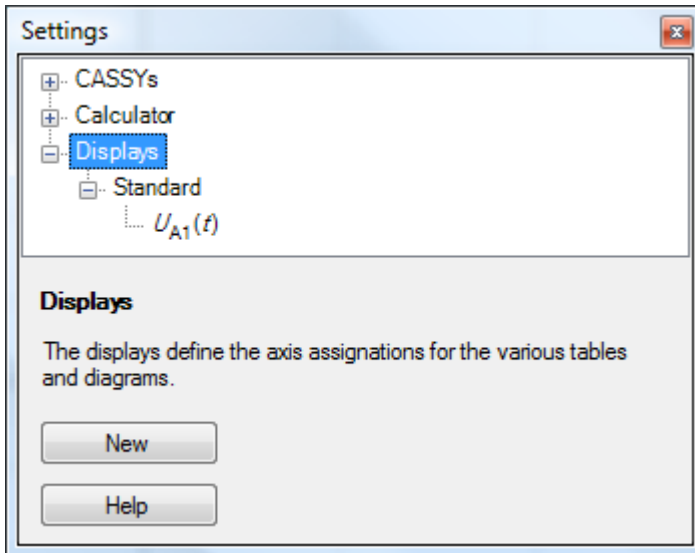 Settings
CASSYs
Calculator
Displays
Standard
U_A1(t)
Displays
The displays define the axis assignations for the various tables
and diagrams.
New
Help